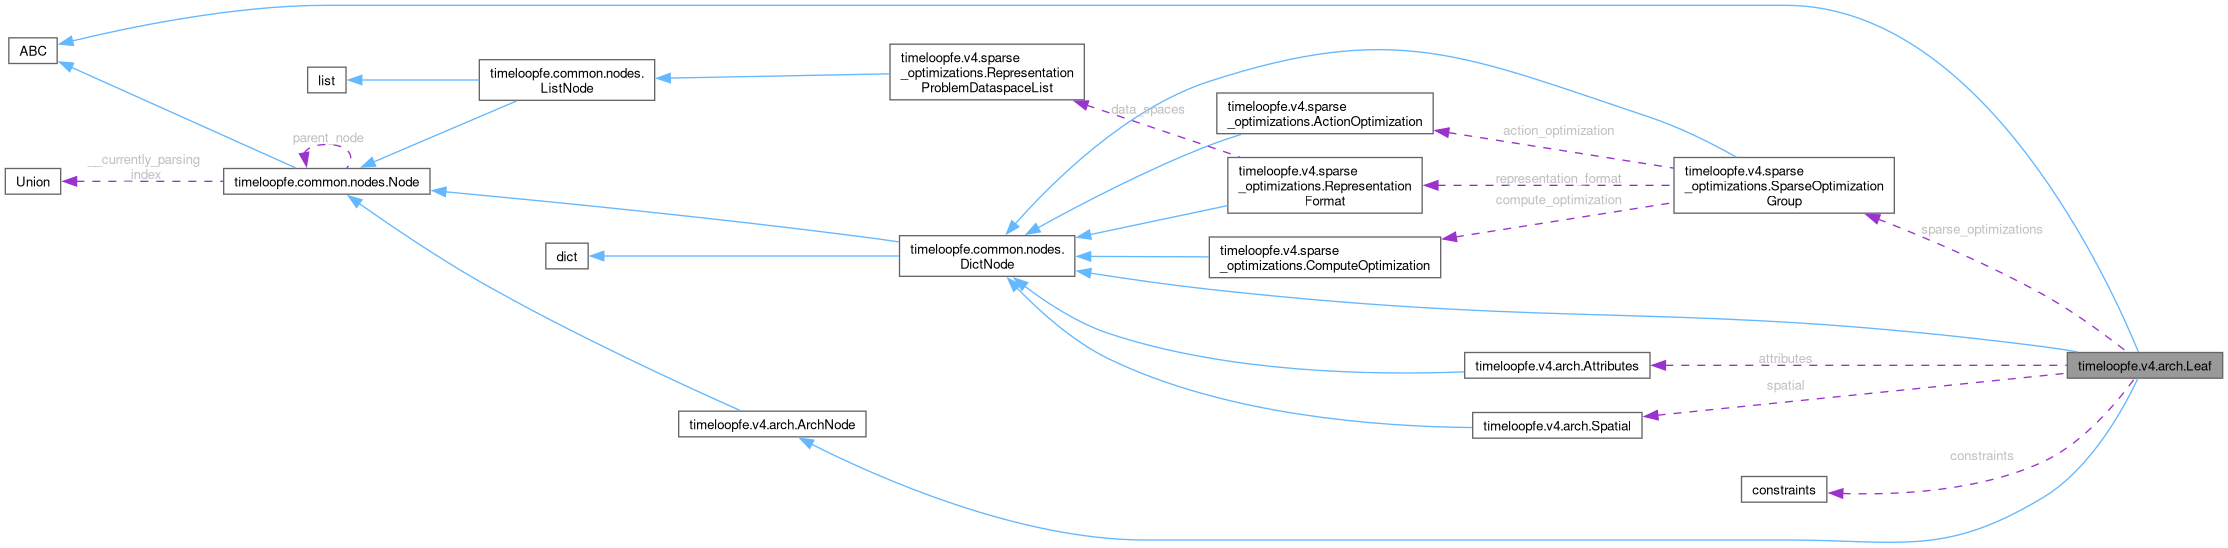 ABC
list
timeloopfe.common.nodes.
ListNode
timeloopfe.v4.sparse
_optimizations.Representation
ProblemDataspaceList
data_spaces
timeloopfe.v4.sparse
_optimizations.ActionOptimization
action_optimization
parent_node
__currently_parsing
index
Union
timeloopfe.common.nodes.Node
timeloopfe.v4.sparse
_optimizations.Representation
Format
representation_format
compute_optimization
timeloopfe.v4.sparse
_optimizations.SparseOptimization
Group
sparse_optimizations
dict
timeloopfe.common.nodes.
DictNode
timeloopfe.v4.sparse
_optimizations.ComputeOptimization
timeloopfe.v4.arch.Attributes
attributes
timeloopfe.v4.arch.Leaf
spatial
timeloopfe.v4.arch.ArchNode
timeloopfe.v4.arch.Spatial
constraints
constraints